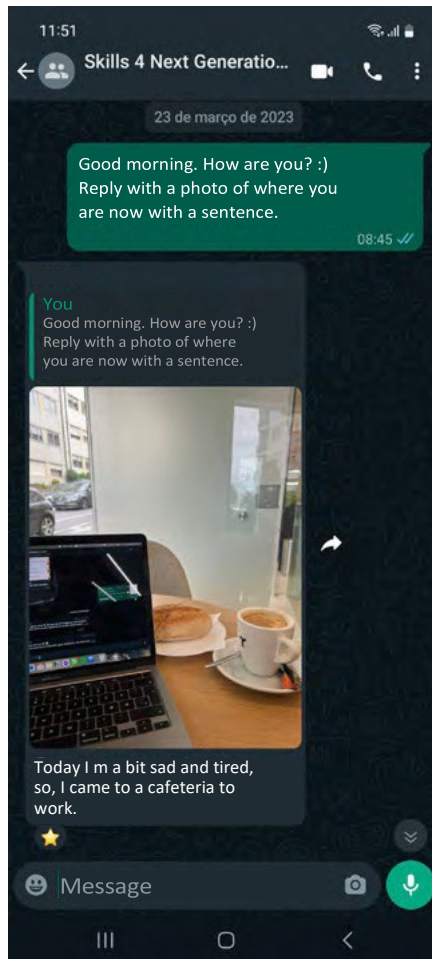 11:51
Skills 4 Next Generatio...
23 de março de 2023
Good morning. How are you? :)
Reply with a photo of where you
are now with a sentence.
08:45
You
Good morning. How are you? :)
Reply with a photo of where
you are now with a sentence.
Today I m a bit sad and tired,
so, I came to a cafeteria to
work.
Message